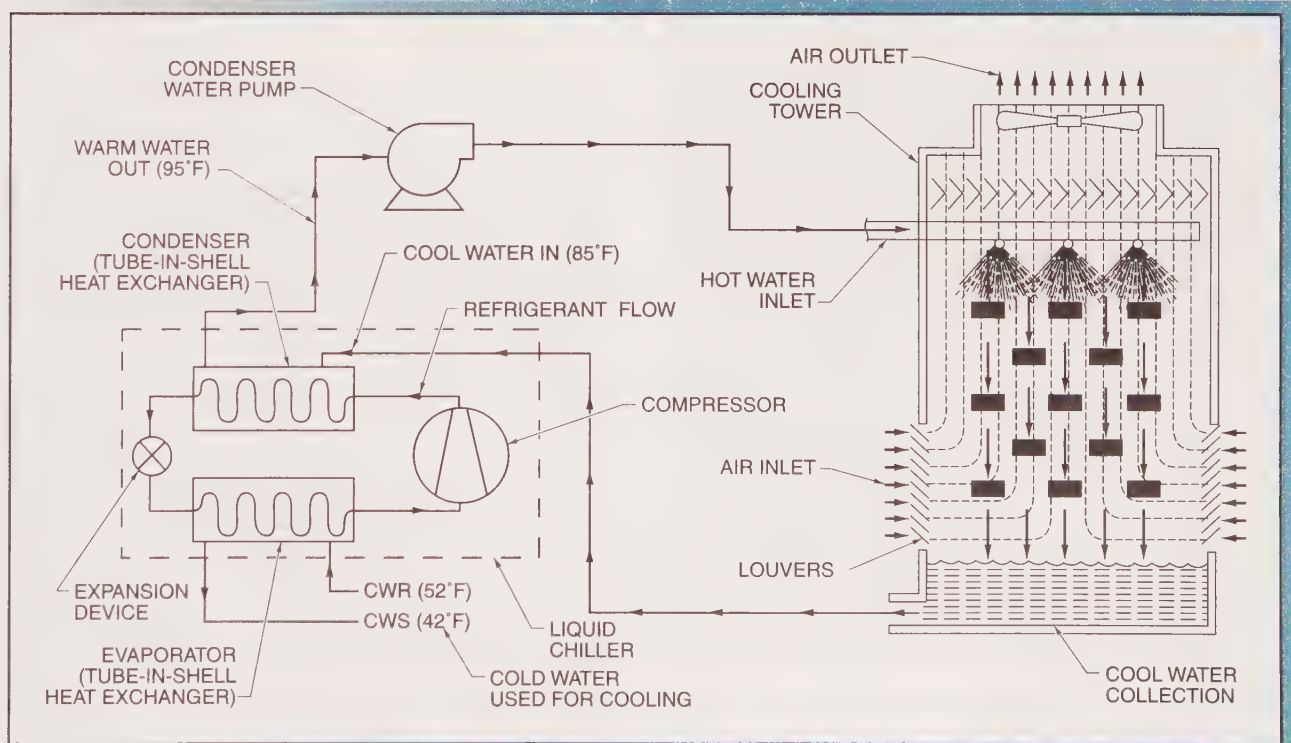 AIR OUTLET
CONDENSER
WATER PUMP
COOLING
TOWER
WARM WATER
OUT (95°F)
CONDENSER
(TUBE-IN-SHELL
HEAT EXCHANGER)
COOL WATER IN (85°F)
HOT WATER
INLET
REFRIGERANT FLOW
COMPRESSOR
AIR INLET
LOUVERS
EXPANSION
DEVICE
CWR (52°F)
CWS (42°F)
LIQUID
CHILLER
EVAPORATOR
(TUBE-IN-SHELL
HEAT EXCHANGER)
COLD WATER
USED FOR COOLING
COOL WATER
COLLECTION